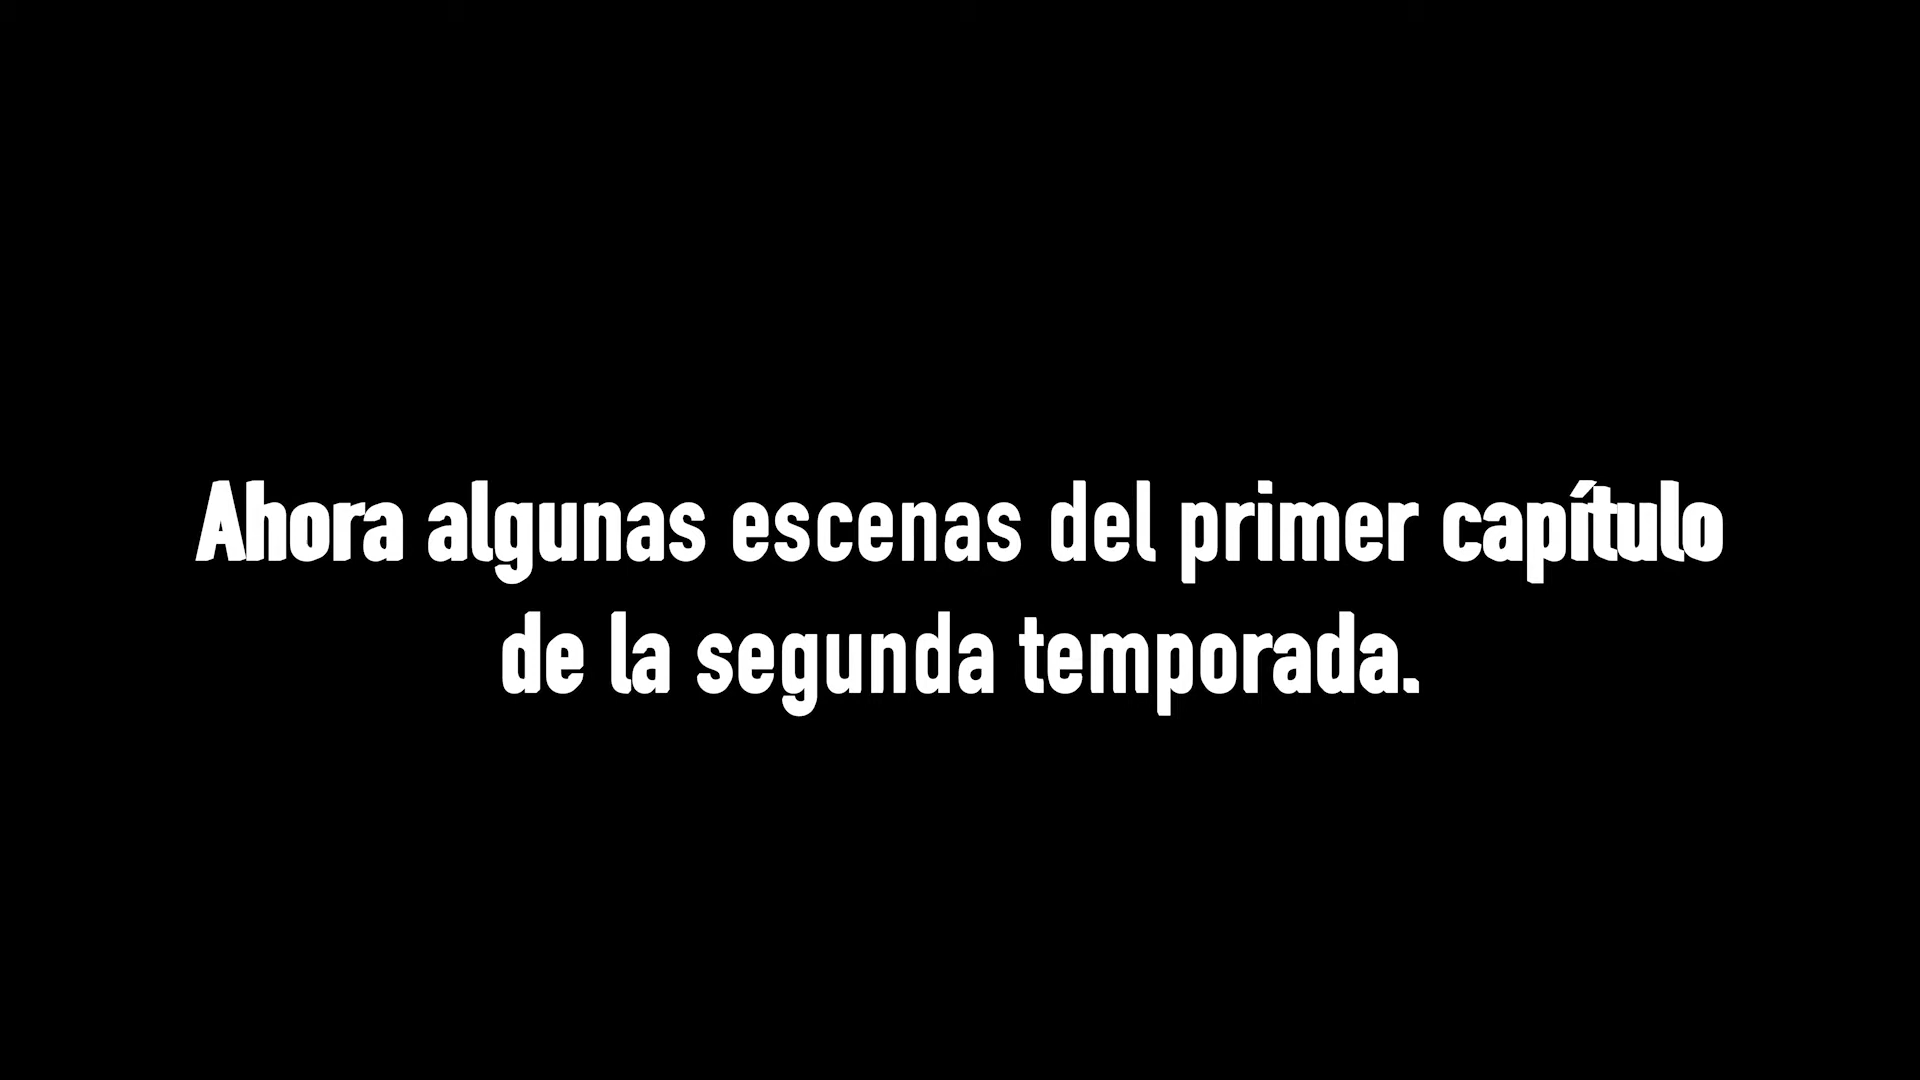 Ahora algunas escenas del primer capítulo
de la segunda temporada.